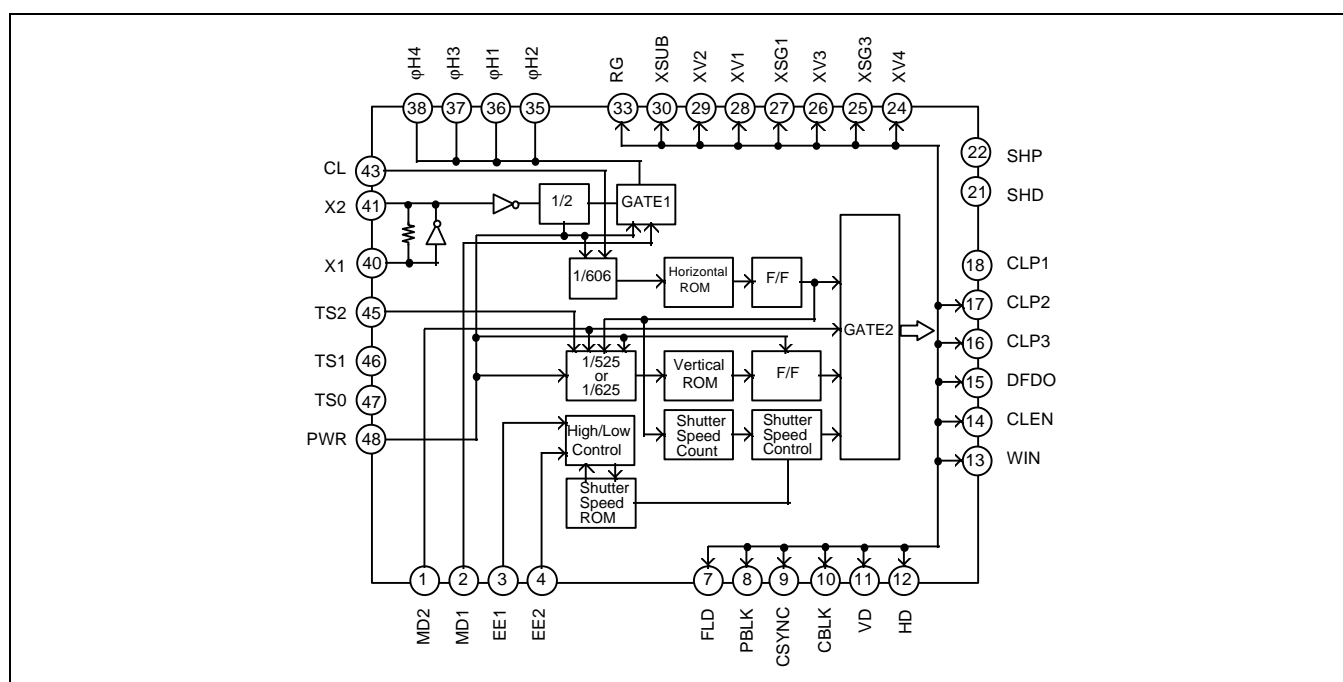 φH4
φH3
φH1
φH2
RG
XSUB
XV2
XV1
XSG1
XV3
XSG3
XV4
38
37
36
35
33
30
29
28
27
26
25
24
22
SHP
CL
43
21
SHD
X2
41
1/2
GATE1
X1
40
1/606
Horizontal
ROM
F/F
18
CLP1
TS2
45
17
CLP2
GATE2
TS1
46
16
CLP3
1/525
or
1/625
Vertical
ROM
F/F
TS0
47
15
DFDO
PWR
48
High/Low
Control
Shutter
Speed
Count
Shutter
Speed
Control
14
CLEN
13
WIN
Shutter
Speed
ROM
1
2
3
4
7
8
9
10
11
12
MD2
MD1
EE1
EE2
FLD
PBLK
CSYNC
CBLK
VD
HD